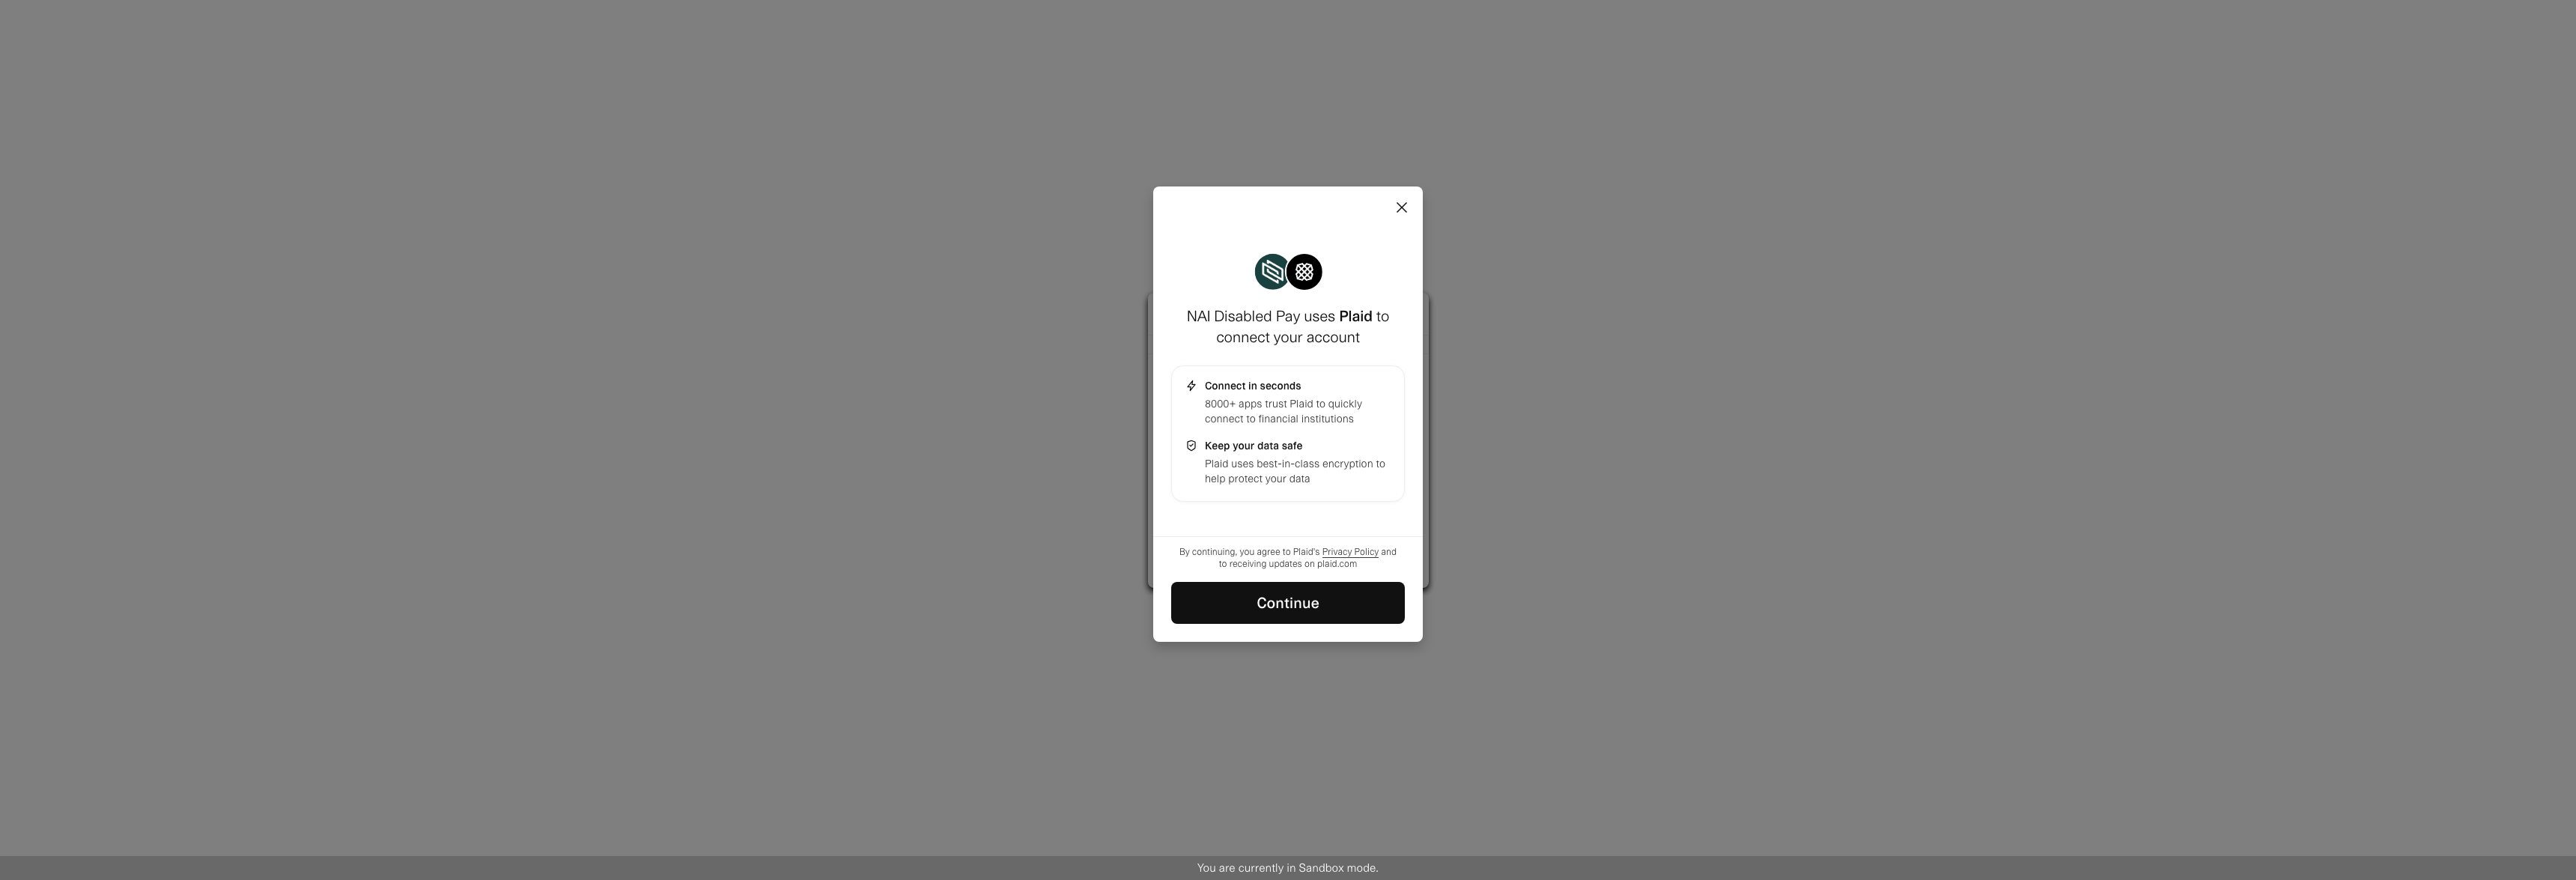 NAI Disabled Pay uses Plaid to
connect your account
Connect in seconds
8000+ apps trust Plaid to quickly
connect to financial institutions
Keep your data safe
Plaid uses best-in-class encryption to
help protect your data
By continuing, you agree to Plaid's Privacy Policy and
to receiving updates on plaid.com
Continue
You are currently in Sandbox mode.